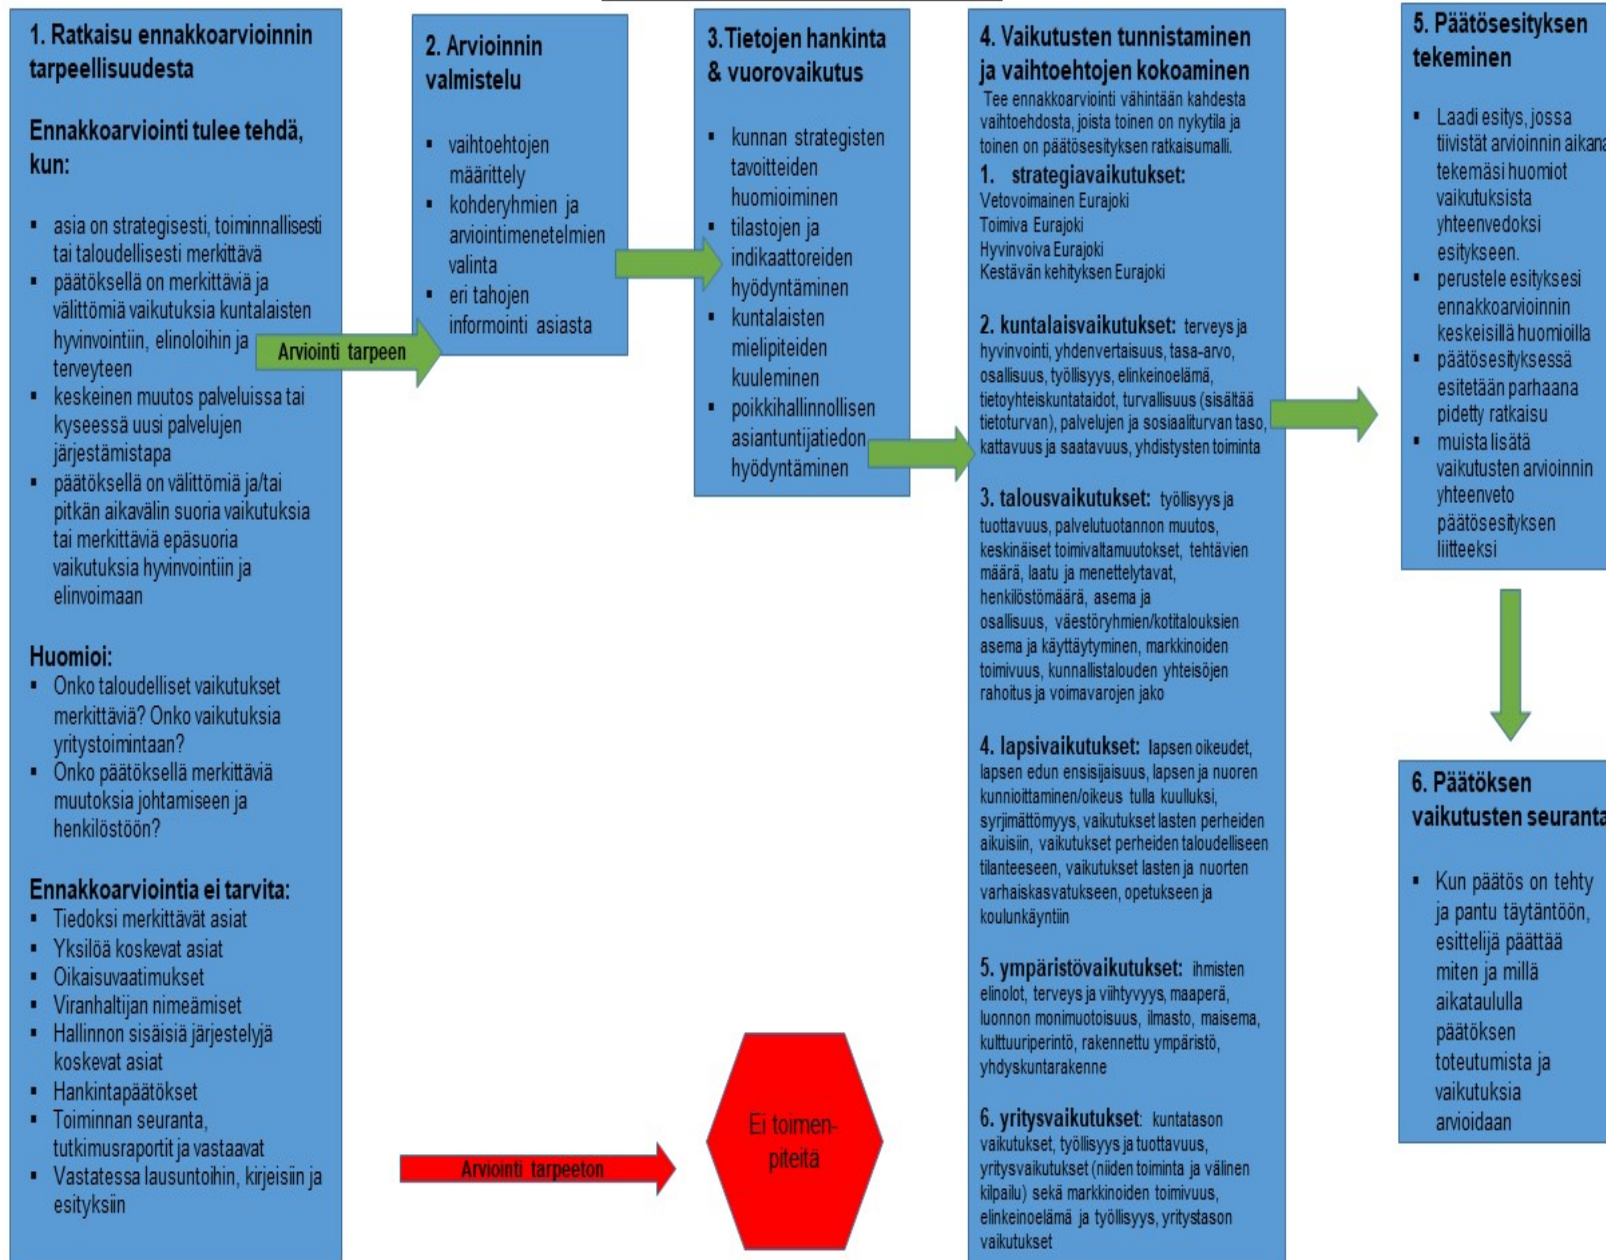 1. Ratkaisu ennakkoarvioinnin
tarpeellisuudesta
Ennakkoarviointi tulee tehdä,
kun:
▪ asia on strategisesti, toiminnallisesti
tai taloudellisesti merkittävä
▪ päätöksellä on merkittäviä ja
välittömiä vaikutuksia kuntalaisten
hyvinvointiin, elinoloihin ja
terveyteen
▪ keskeinen muutos palveluissa tai
kyseessä uusi palvelujen
järjestämistapa
▪ päätöksellä on välittömiä ja/tai
pitkän aikavälin suoria vaikutuksia
tai merkittäviä epäsuoria
vaikutuksia hyvinvointiin ja
elinvoimaan
Huomioi:
▪ Onko taloudelliset vaikutukset
merkittäviä? Onko vaikutuksia
yritystoimintaan?
▪ Onko päätöksellä merkittäviä
muutoksia johtamiseen ja
henkilöstöön?
Ennakkoarviointia ei tarvita:
▪ Tiedoksi merkittävät asiat
▪ Yksilöä koskevat asiat
▪ Oikaisuvaatimukset
▪ Viranhaltijan nimeämiset
▪ Hallinnon sisäisiä järjestelyjä
koskevat asiat
▪ Hankintapäätökset
▪ Toiminnan seuranta,
tutkimusraportit ja vastaavat
▪ Vastatessa lausuntoihin, kirjeisiin ja
esityksiin
Arviointi tarpeen
2. Arvioinnin
valmistelu
▪ vaihtoehtojen
määrittely
▪ kohderyhmien ja
arviointimenetelmien
valinta
▪ eri tahojen
informointi asiasta
3. Tietojen hankinta
& vuorovaikutus
▪ kunnan strategisten
tavoitteiden
huomioiminen
▪ tilastojen ja
indikaattoreiden
hyödyntäminen
▪ kuntalaisten
mielipiteiden
kuuleminen
▪ poikkihallinnollisen
asiantuntijatiedon
hyödyntäminen
Arviointi tarpeeton
Ei toimen-
piteitä
4. Vaikutusten tunnistaminen
ja vaihtoehtojen kokoaminen
Tee ennakkoarviointi vähintään kahdesta
vaihtoehdosta, joista toinen on nykytila ja
toinen on päätösesityksen ratkaisumalli.
1. strategiavaikutukset:
Vetovoimainen Eurajoki
Toimiva Eurajoki
Hyvinvoiva Eurajoki
Kestävän kehityksen Eurajoki
2. kuntalaisvaikutukset: terveys ja
hyvinvointi, yhdenvertaisuus, tasa-arvo,
osallisuus, työllisyys, elinkeinoelämä,
tietoyhteiskuntataidot, turvallisuus (sisältää
tietoturvan), palvelujen ja sosiaaliturvan taso,
kattavuus ja saatavuus, yhdistysten toiminta
3. talousvaikutukset: työllisyys ja
tuottavuus, palvelutuotannon muutos,
keskinäiset toimivaltamuutokset, tehtävien
määrä, laatu ja menettelytavat,
henkilöstömäärä, asema ja
osallisuus, väestöryhmien/kotitalouksien
asema ja käyttäytyminen, markkinoiden
toimivuus, kunnallistalouden yhteisöjen
rahoitus ja voimavarojen jako
4. lapsivaikutukset: lapsen oikeudet,
lapsen edun ensisijaisuus, lapsen ja nuoren
kunnioittaminen/oikeus tulla kuulluksi,
syrjimättömyys, vaikutukset lasten perheiden
aikuisiin, vaikutukset perheiden taloudelliseen
tilanteeseen, vaikutukset lasten ja nuorten
varhaiskasvatukseen, opetukseen ja
koulunkäyntiin
5. ympäristövaikutukset: ihmisten
elinolot, terveys ja viihtyvyys, maaperä,
luonnon monimuotoisuus, ilmasto, maisema,
kulttuuriperintö, rakennettu ympäristö,
yhdyskuntarakenne
6. yritysvaikutukset: kuntatason
vaikutukset, työllisyys ja tuottavuus,
yritysvaikutukset (niiden toiminta ja välinen
kilpailu) sekä markkinoiden toimivuus,
elinkeinoelämä ja työllisyys, yritystason
vaikutukset
5. Päätösesityksen
tekeminen
▪ Laadi esitys, jossa
tiivistät arvioinnin aikana
tekemäsi huomiot
vaikutuksista
yhteenvedoksi
esitykseen.
▪ perustele esityksesi
ennakkoarvioinnin
keskeisillä huomioilla
▪ päätösesityksessä
esitetään parhaana
pidetty ratkaisu
▪ muista lisätä
vaikutusten arvioinnin
yhteenveto
päätösesityksen
liitteeksi
6. Päätöksen
vaikutusten seuranta
▪ Kun päätös on tehty
ja pantu täytäntöön,
esittelijä päättää
miten ja millä
aikataululla
päätöksen
toteutumista ja
vaikutuksia
arvioidaan